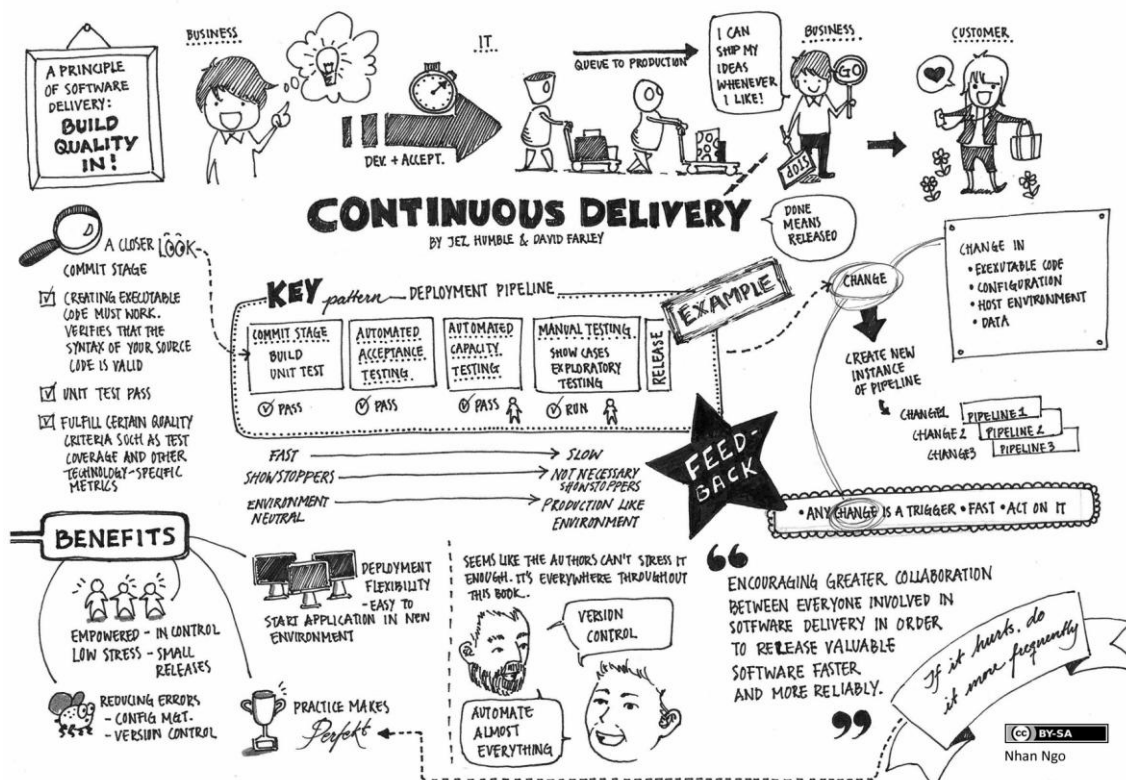 A PRINCIPLE
OF SOFTWARE
DELIVERY:
BUILD
QUALITY
IN!
BUSINESS
IT
DEV. + ACCEPT.
QUEUE TO PRODUCTION
I CAN
SHIP MY
IDEAS
WHENEVER
I LIKE!
BUSINESS
GO
STOP
CUSTOMER
CONTINUOUS DELIVERY
BY JEZ HUMBLE & DAVID FARLEY
DONE
MEANS
RELEASED
A CLOSER LOOK
COMMIT STAGE
CREATING EXECUTABLE
CODE MUST WORK.
VERIFIES THAT THE
SYNTAX OF YOUR SOURCE
CODE IS VALID
UNIT TEST PASS
FULFILL CERTAIN QUALITY
CRITERIA SUCH AS TEST
COVERAGE AND OTHER
TECHNOLOGY-SPECIFIC
METRICS
KEY pattern DEPLOYMENT PIPELINE
EXAMPLE
COMMIT STAGE
BUILD
UNIT TEST
PASS
AUTOMATED
ACCEPTANCE
TESTING
PASS
AUTOMATED
CAPACITY
TESTING
PASS
MANUAL TESTING
SHOW CASES
EXPLORATORY
TESTING
RUN
RELEASE
FAST
SLOW
SHOWSTOPPERS
NOT NECESSARY
SHOWSTOPPERS
ENVIRONMENT
NEUTRAL
PRODUCTION LIKE
ENVIRONMENT
FEED-
BACK
CHANGE
CHANGE IN
• EXEXUTABLE CODE
• CONFIGURATION
• HOST ENVIRONMENT
• DATA
CREATE NEW
INSTANCE
OF PIPELINE
CHANGE1 PIPELINE1
CHANGE2 PIPELINE2
CHANGE3 PIPELINE3
• ANY CHANGE IS A TRIGGER • FAST • ACT ON IT
BENEFITS
EMPOWERED - IN CONTROL
LOW STRESS - SMALL
RELEASES
REDUCING ERRORS
- CONFIG MGT.
- VERSION CONTROL
DEPLOYMENT
FLEXIBILITY
- EASY TO
START APPLICATION IN NEW
ENVIRONMENT
PRACTICE MAKES
Perfekt
SEEMS LIKE THE AUTHORS CAN'T STRESS IT
ENOUGH. IT'S EVERYWHERE THROUGHOUT
THIS BOOK..
VERSION
CONTROL
AUTOMATE
ALMOST
EVERYTHING
“
ENCOURAGING GREATER COLLABORATION
BETWEEN EVERYONE INVOLVED IN
SOFTWARE DELIVERY IN ORDER
TO RELEASE VALUABLE
SOFTWARE FASTER
AND MORE RELIABLY.
”
If it hurts, do
it more frequently
cc BY-SA
Nhan Ngo